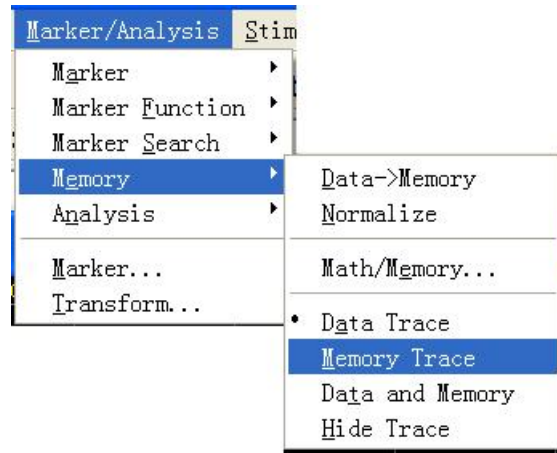 Marker/Analysis Stim
Marker
Marker Function
Marker Search
Memory
Analysis
Marker...
Transform...
Data->Memory
Normalize
Math/Memory...
Data Trace
Memory Trace
Data and Memory
Hide Trace